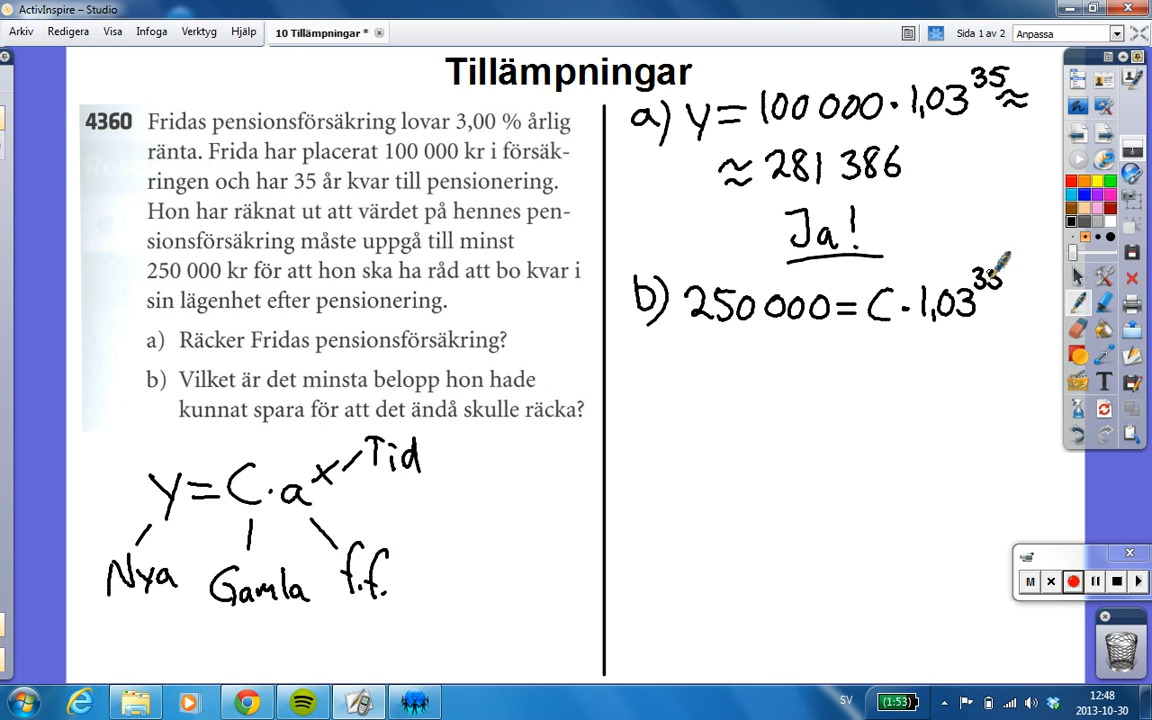 ActivInspire – Studio
Arkiv Redigera Visa Infoga Verktyg Hjälp
10 Tillämpningar *
Sida 1 av 2
Anpassa
Tillämpningar
4360 Fridas pensionsförsäkring lovar 3,00 % årlig
ränta. Frida har placerat 100 000 kr i försäk-
ringen och har 35 år kvar till pensionering.
Hon har räknat ut att värdet på hennes pen-
sionsförsäkring måste uppgå till minst
250 000 kr för att hon ska ha råd att bo kvar i
sin lägenhet efter pensionering.
a) Räcker Fridas pensionsförsäkring?
b) Vilket är det minsta belopp hon hade
kunnat spara för att det ändå skulle räcka?
y = C · a^x Tid
Nya Gamla f.f.
a) y = 100 000 · 1,03^35 ≈
≈ 281 386
Ja!
b) 250 000 = C · 1,03^35
M
SV
(1:53)
12:48
2013-10-30